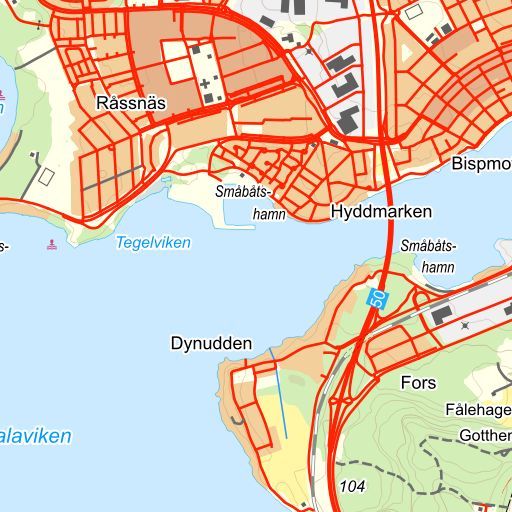 Råssnäs
Bispmo
Småbåts-
hamn
Hyddmarken
Tegelviken
Småbåts-
hamn
50
Dynudden
Fors
Fålehage
Gotther
alaviken
104